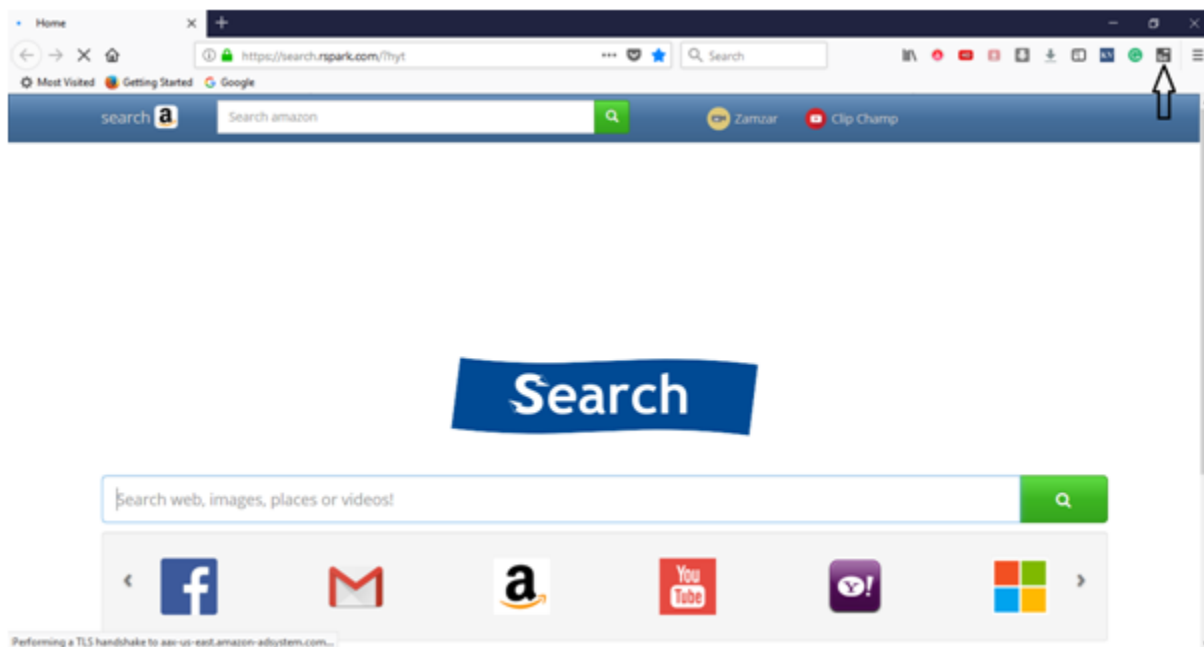 Home
https://search.rspark.com/?hyt
Search
Most Visited
Getting Started
Google
search a
Search amazon
Zamzar
Clip Champ
Search
Search web, images, places or videos!
f
M
a
You
Tube
Y!
Performing a TLS handshake to aax-us-east.amazon-adsystem.com...